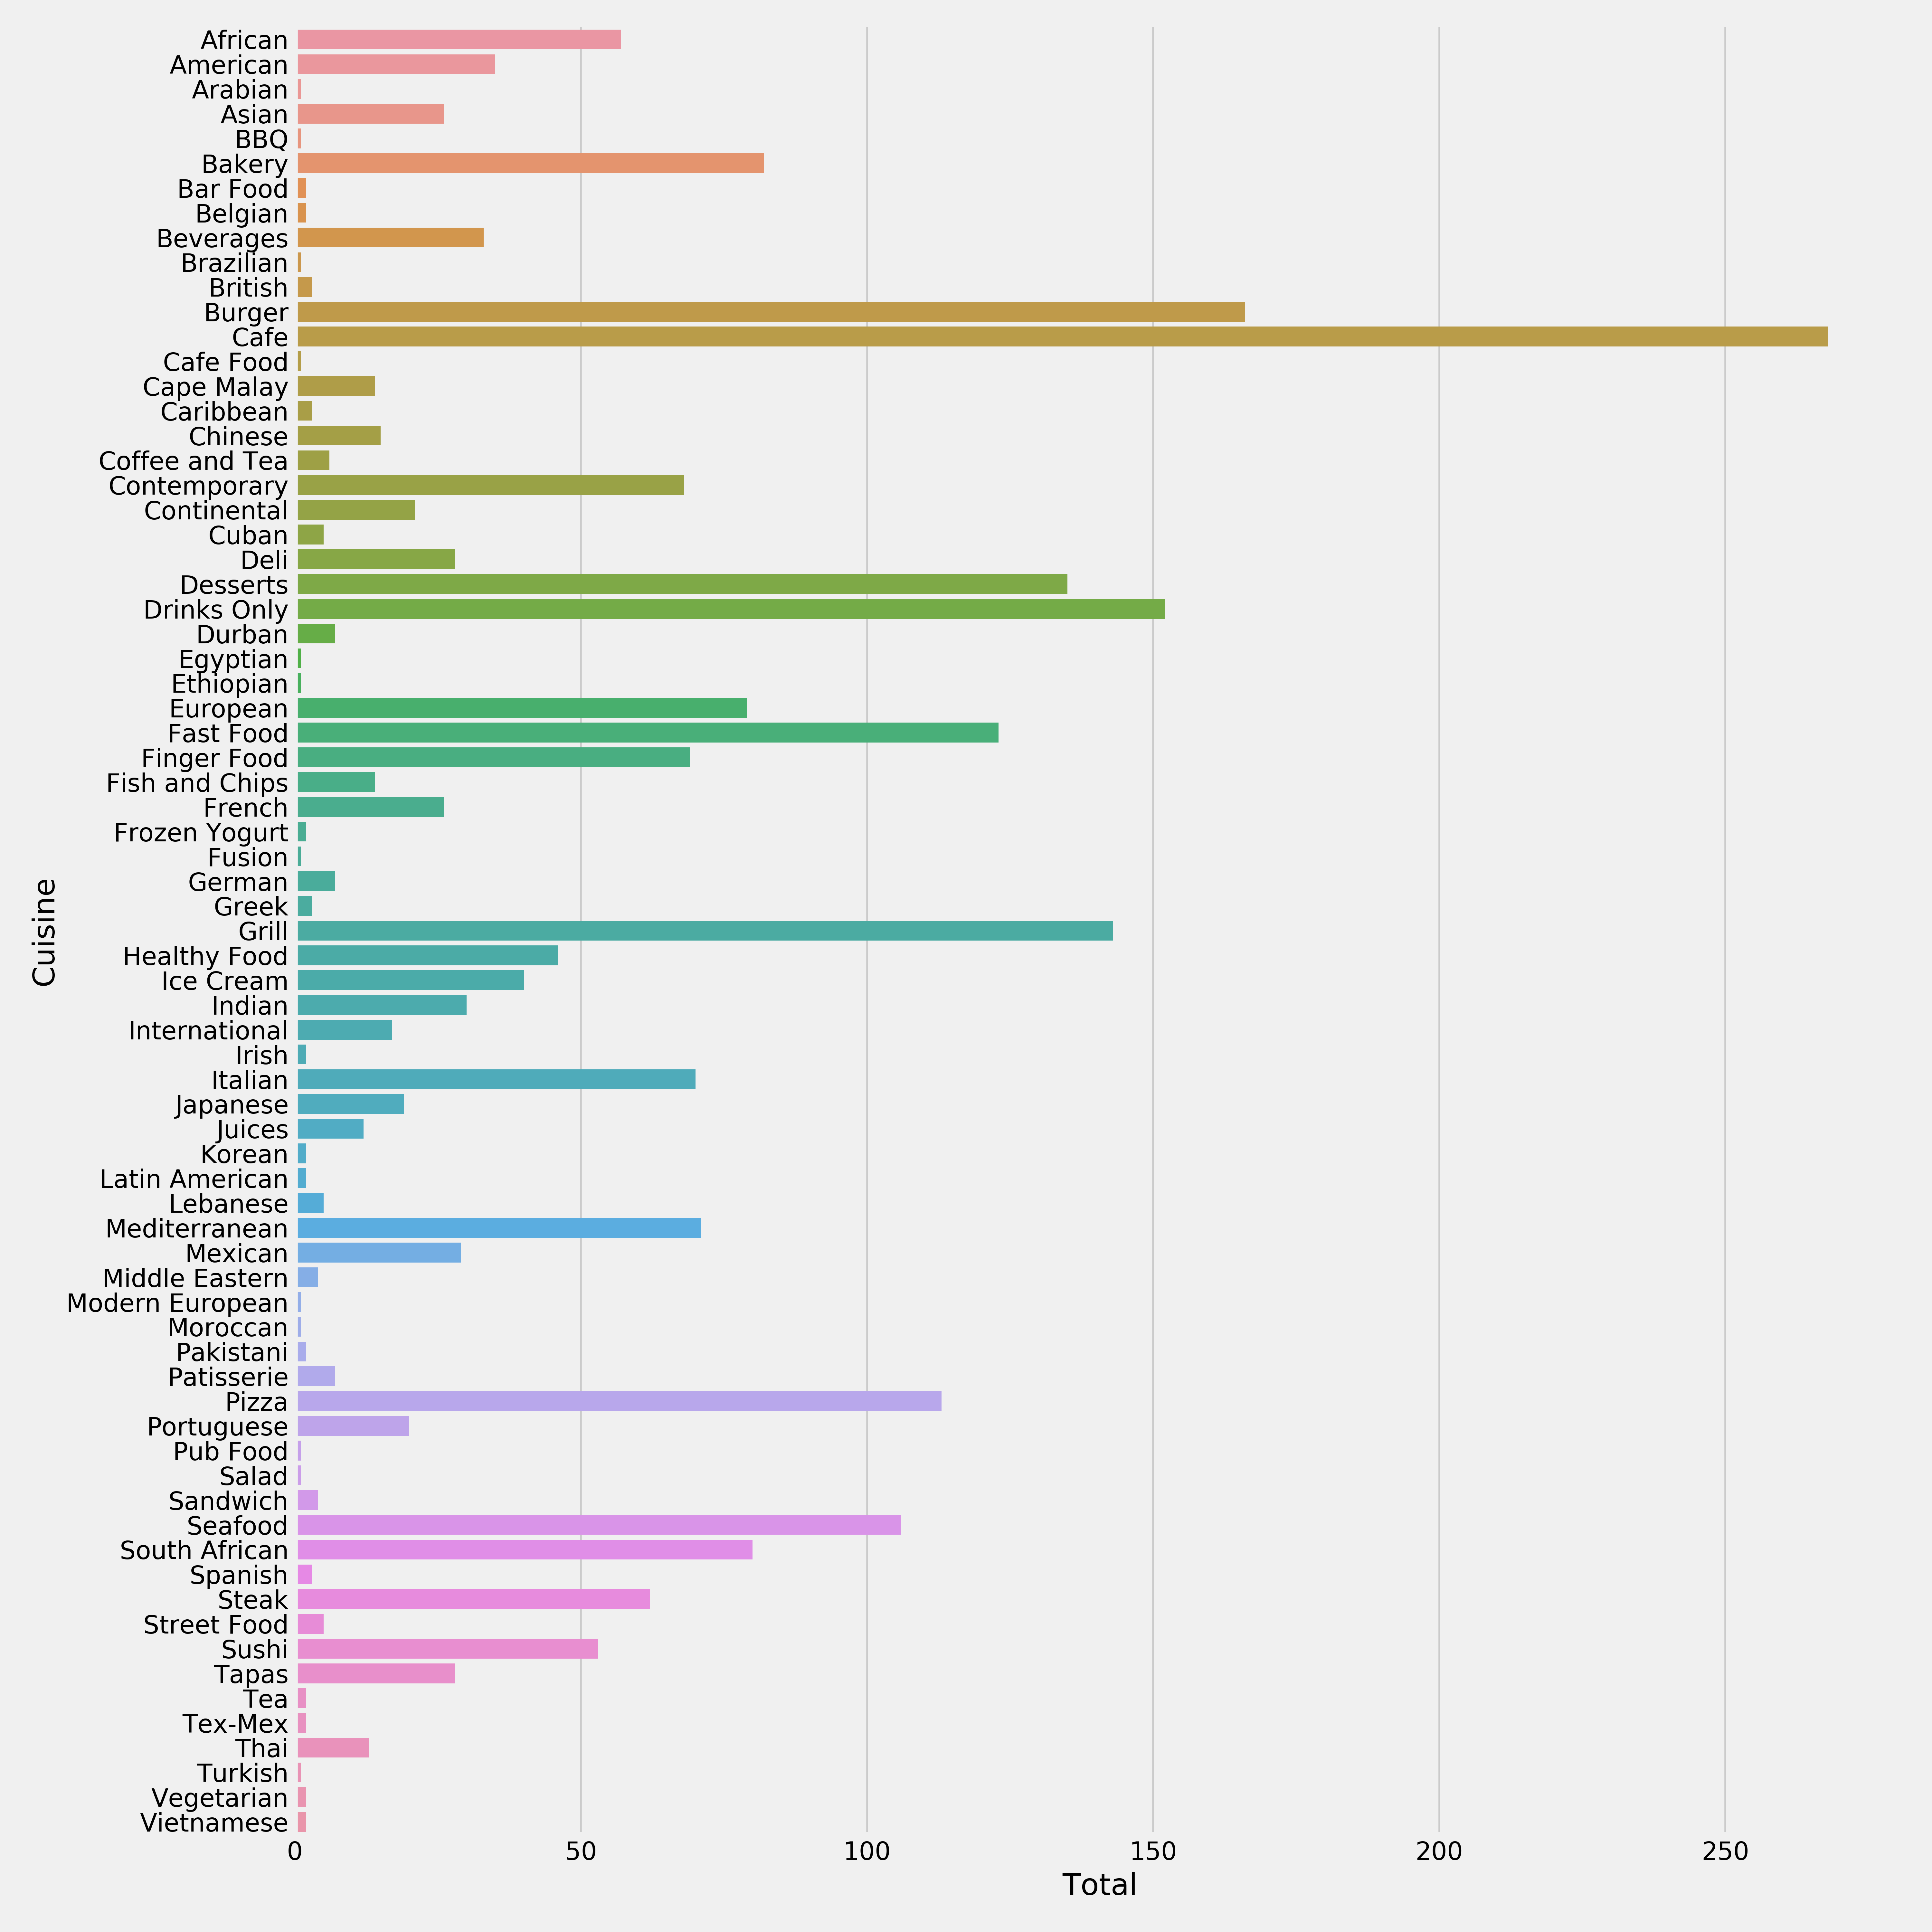 African
American
Arabian
Asian
BBQ
Bakery
Bar Food
Belgian
Beverages
Brazilian
British
Burger
Cafe
Cafe Food
Cape Malay
Caribbean
Chinese
Coffee and Tea
Contemporary
Continental
Cuban
Deli
Desserts
Drinks Only
Durban
Egyptian
Ethiopian
European
Fast Food
Finger Food
Fish and Chips
French
Frozen Yogurt
Fusion
German
Greek
Grill
Healthy Food
Ice Cream
Indian
International
Irish
Italian
Japanese
Juices
Korean
Latin American
Lebanese
Mediterranean
Mexican
Middle Eastern
Modern European
Moroccan
Pakistani
Patisserie
Pizza
Portuguese
Pub Food
Salad
Sandwich
Seafood
South African
Spanish
Steak
Street Food
Sushi
Tapas
Tea
Tex-Mex
Thai
Turkish
Vegetarian
Vietnamese
Cuisine
0 50 100 150 200 250
Total